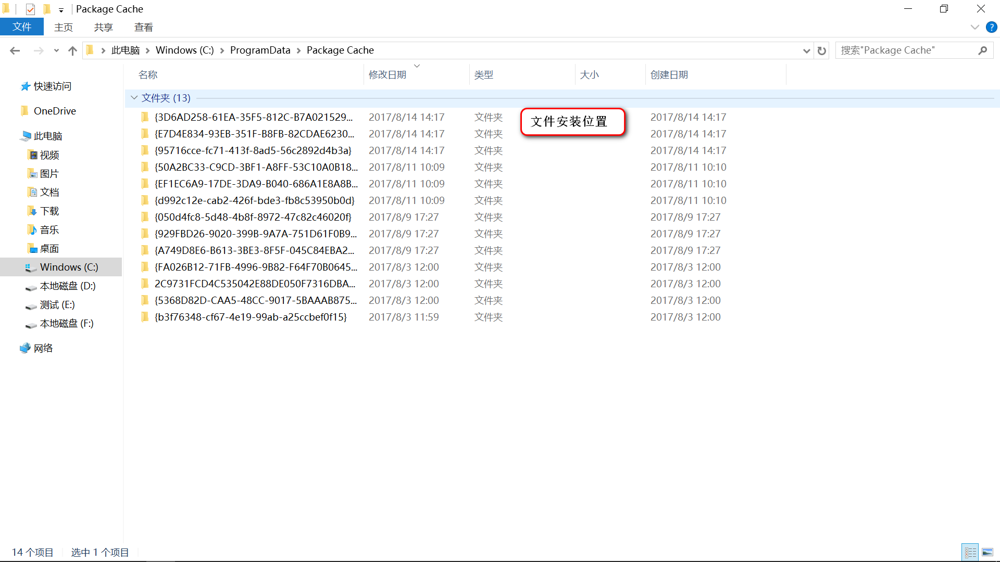 Package Cache
文件 主页 共享 查看
此电脑 Windows (C:) ProgramData Package Cache
搜索"Package Cache"
名称 修改日期 类型 大小 创建日期
快速访问
OneDrive
此电脑
视频
图片
文档
下载
音乐
桌面
Windows (C:)
本地磁盘 (D:)
测试 (E:)
本地磁盘 (F:)
网络
文件夹 (13)
{3D6AD258-61EA-35F5-812C-B7A021529... 2017/8/14 14:17 文件夹 2017/8/14 14:17
文件安装位置
{E7D4E834-93EB-351F-B8FB-82CDAE6230... 2017/8/14 14:17 文件夹 2017/8/14 14:17
{95716cce-fc71-413f-8ad5-56c2892d4b3a} 2017/8/14 14:17 文件夹 2017/8/14 14:17
{50A2BC33-C9CD-3BF1-A8FF-53C10A0B18... 2017/8/11 10:09 文件夹 2017/8/11 10:10
{EF1EC6A9-17DE-3DA9-B040-686A1E8A8B... 2017/8/11 10:09 文件夹 2017/8/11 10:10
{d992c12e-cab2-426f-bde3-fb8c53950b0d} 2017/8/11 10:09 文件夹 2017/8/11 10:10
{050d4fc8-5d48-4b8f-8972-47c82c46020f} 2017/8/9 17:27 文件夹 2017/8/9 17:27
{929FBD26-9020-399B-9A7A-751D61F0B9... 2017/8/9 17:27 文件夹 2017/8/9 17:27
{A749D8E6-B613-3BE3-8F5F-045C84EBA2... 2017/8/9 17:27 文件夹 2017/8/9 17:27
{FA026B12-71FB-4996-9B82-F64F70B0645... 2017/8/3 12:00 文件夹 2017/8/3 12:00
2C9731FCD4C535042E88DE050F7316DBA... 2017/8/3 12:00 文件夹 2017/8/3 12:00
{5368D82D-CAA5-48CC-9017-5BAAAB875... 2017/8/3 12:00 文件夹 2017/8/3 12:00
{b3f76348-cf67-4e19-99ab-a25ccbef0f15} 2017/8/3 11:59 文件夹 2017/8/3 12:00
14 个项目 选中 1 个项目